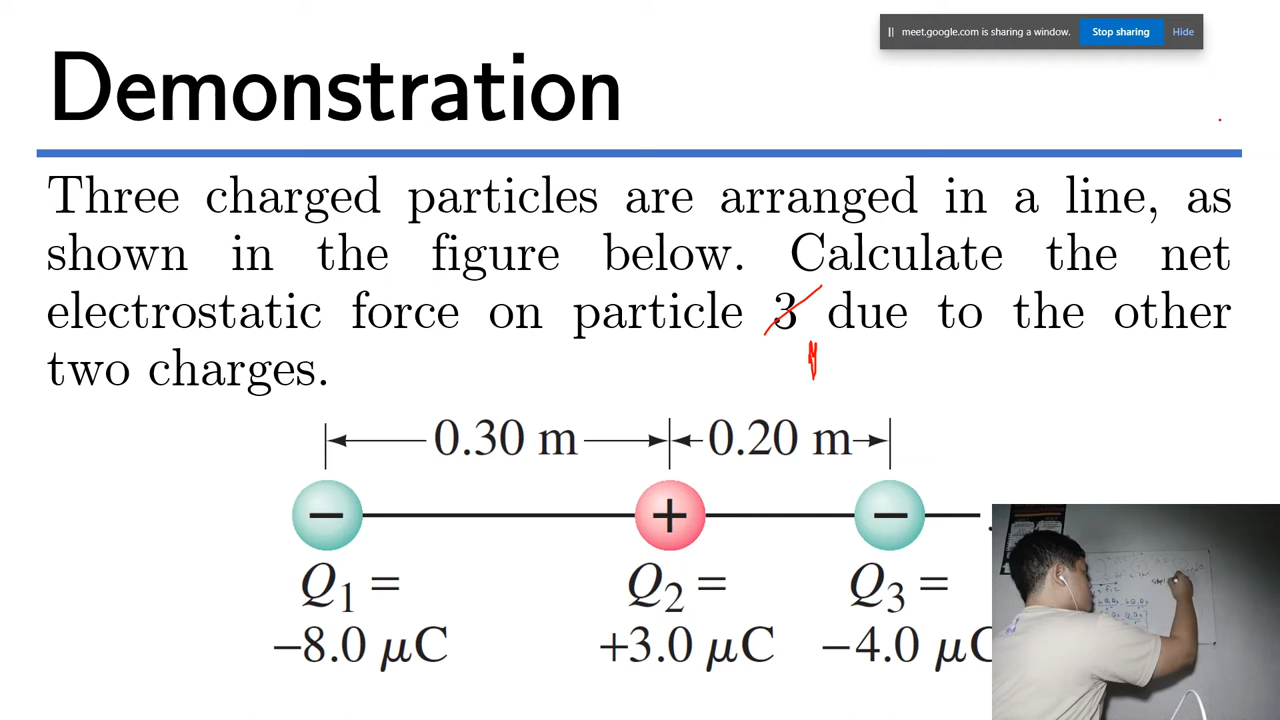 meet.google.com is sharing a window. Stop sharing Hide
Demonstration
Three charged particles are arranged in a line, as
shown in the figure below. Calculate the net
electrostatic force on particle 3 due to the other
two charges.
0.30 m 0.20 m
− + −
Q₁ = Q₂ = Q₃ =
−8.0 μC +3.0 μC −4.0 μC